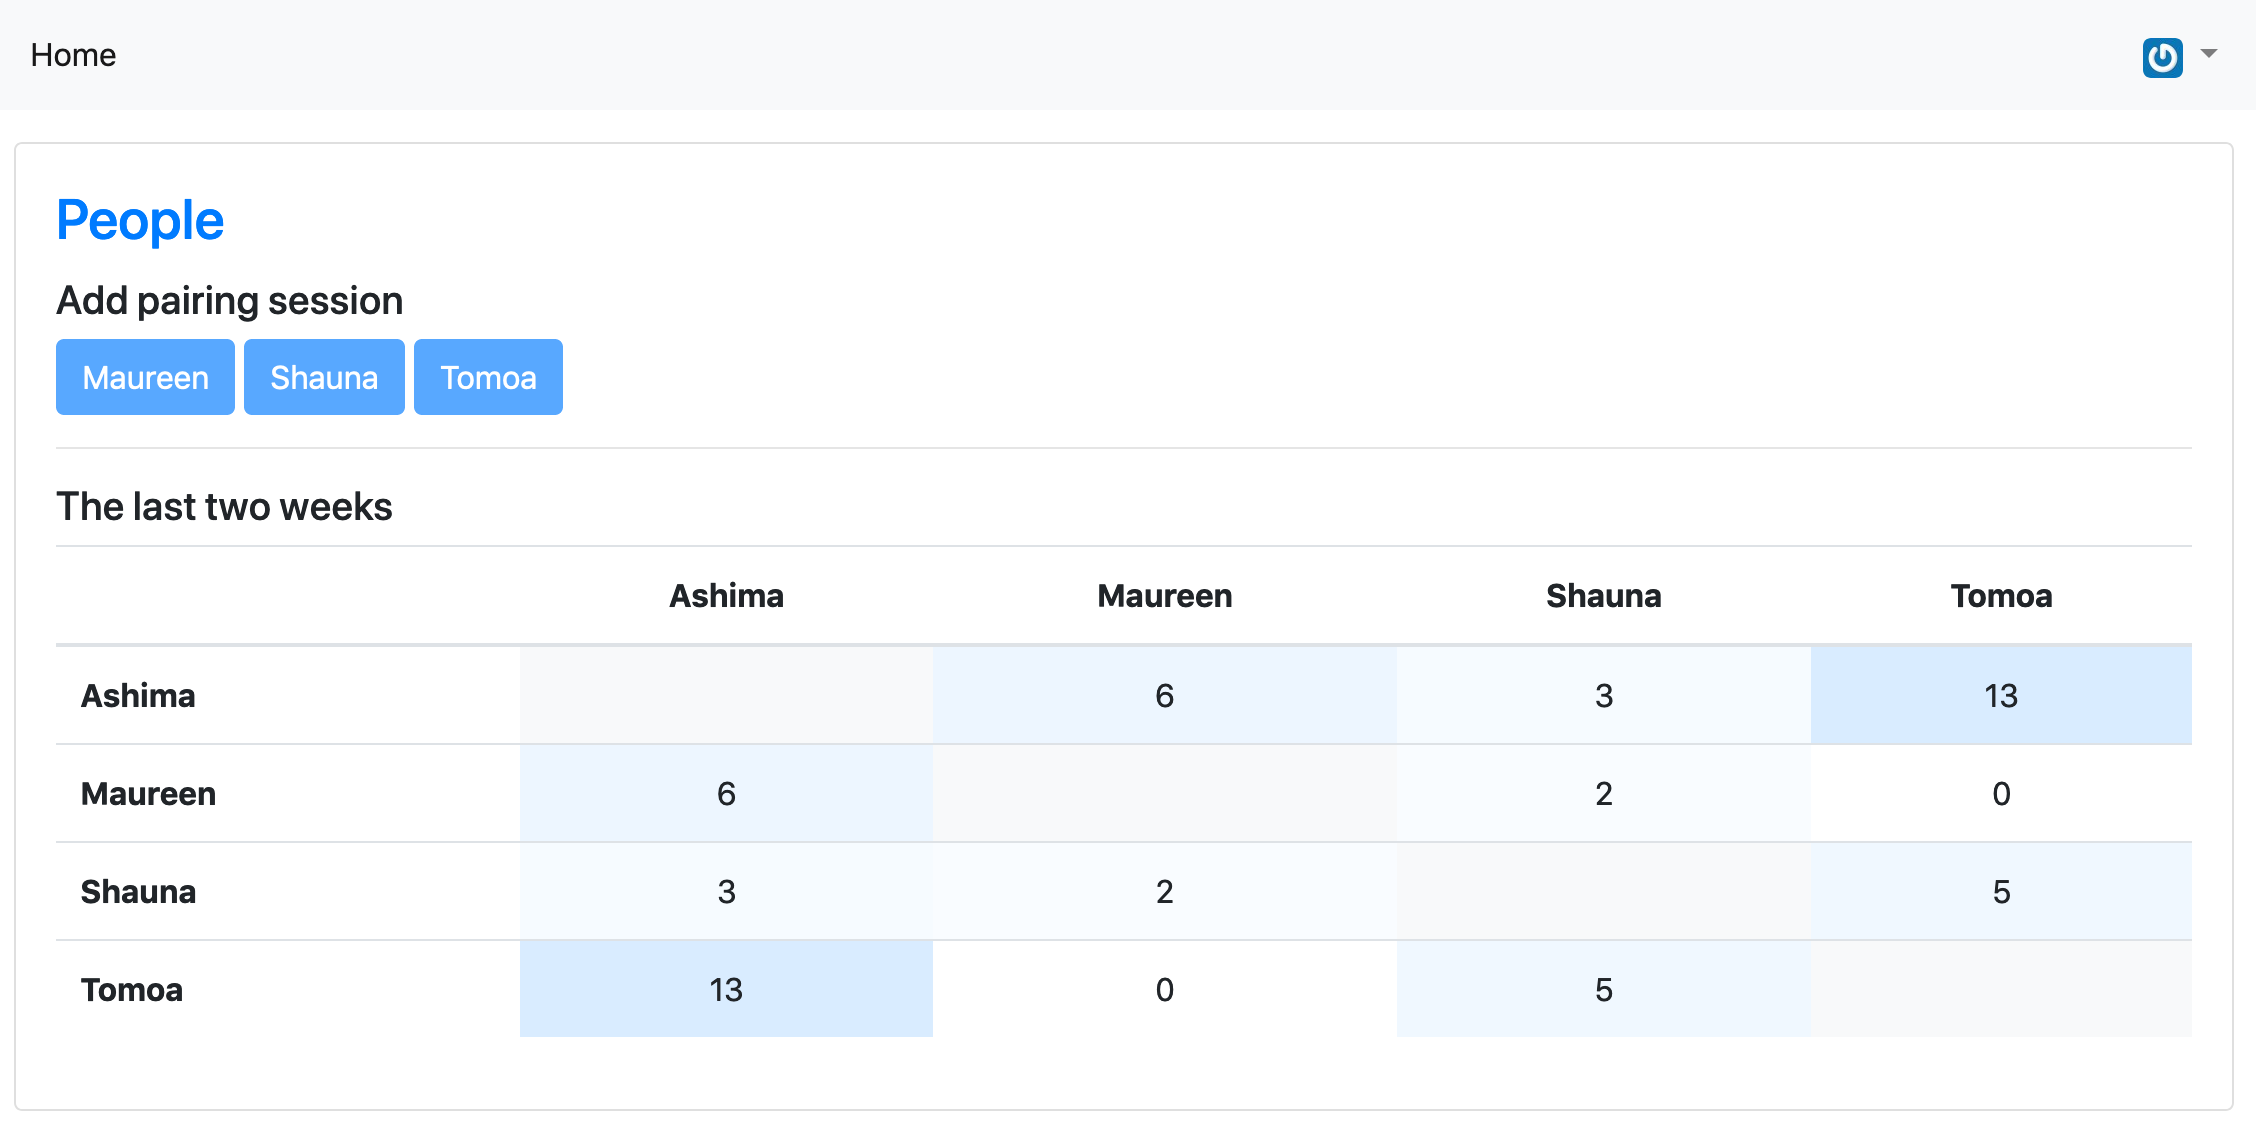 Home
People
Add pairing session
Maureen Shauna Tomoa
The last two weeks
Ashima Maureen Shauna Tomoa
Ashima 6 3 13
Maureen 6 2 0
Shauna 3 2 5
Tomoa 13 0 5